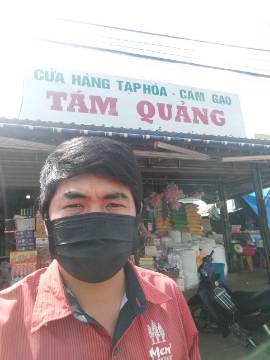 CỬA HÀNG TẠP HÓA - CÁM GẠO
TÁM QUẢNG